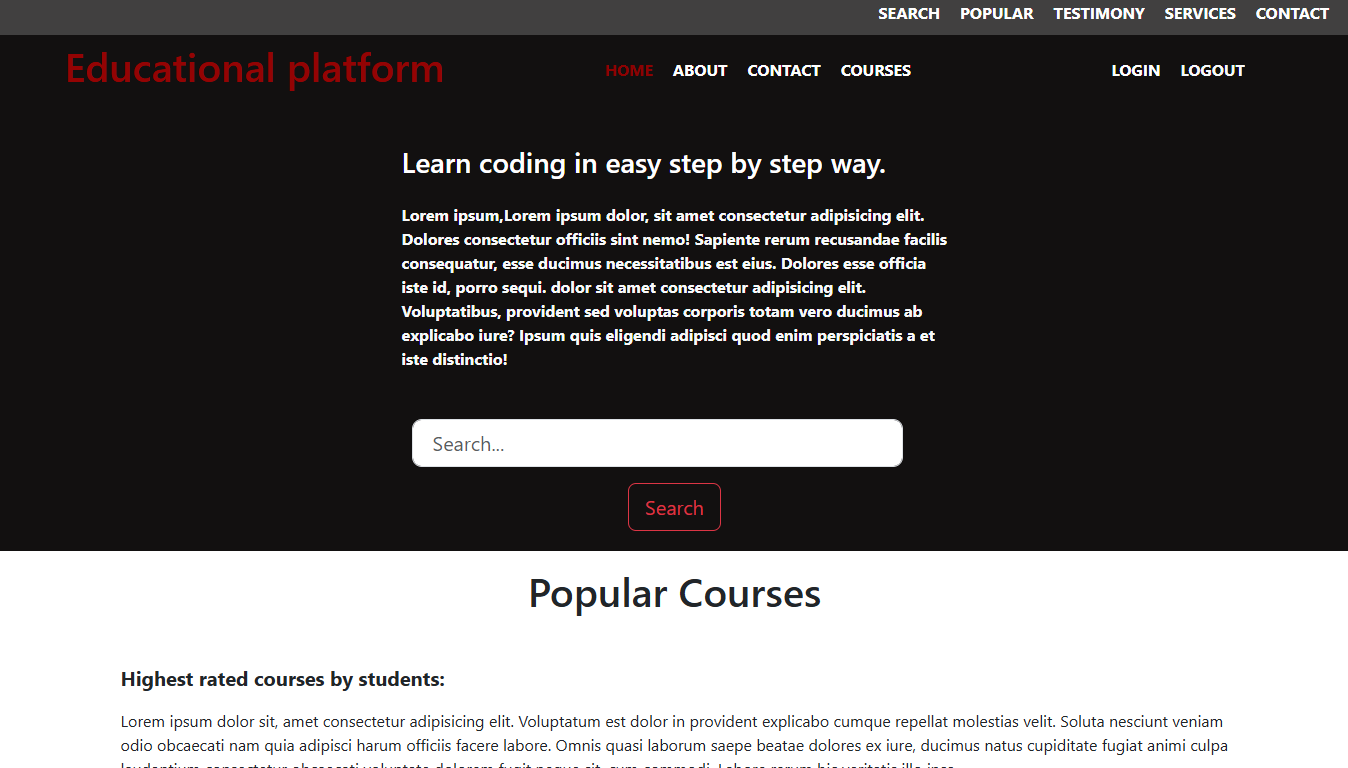 SEARCH POPULAR TESTIMONY SERVICES CONTACT
Educational platform
HOME ABOUT CONTACT COURSES
LOGIN LOGOUT
Learn coding in easy step by step way.
Lorem ipsum,Lorem ipsum dolor, sit amet consectetur adipisicing elit.
Dolores consectetur officiis sint nemo! Sapiente rerum recusandae facilis
consequatur, esse ducimus necessitatibus est eius. Dolores esse officia
iste id, porro sequi. dolor sit amet consectetur adipisicing elit.
Voluptatibus, provident sed voluptas corporis totam vero ducimus ab
explicabo iure? Ipsum quis eligendi adipisci quod enim perspiciatis a et
iste distinctio!
Search...
Search
Popular Courses
Highest rated courses by students:
Lorem ipsum dolor sit, amet consectetur adipisicing elit. Voluptatum est dolor in provident explicabo cumque repellat molestias velit. Soluta nesciunt veniam
odio obcaecati nam quia adipisci harum officiis facere labore. Omnis quasi laborum saepe beatae dolores ex iure, ducimus natus cupiditate fugiat animi culpa